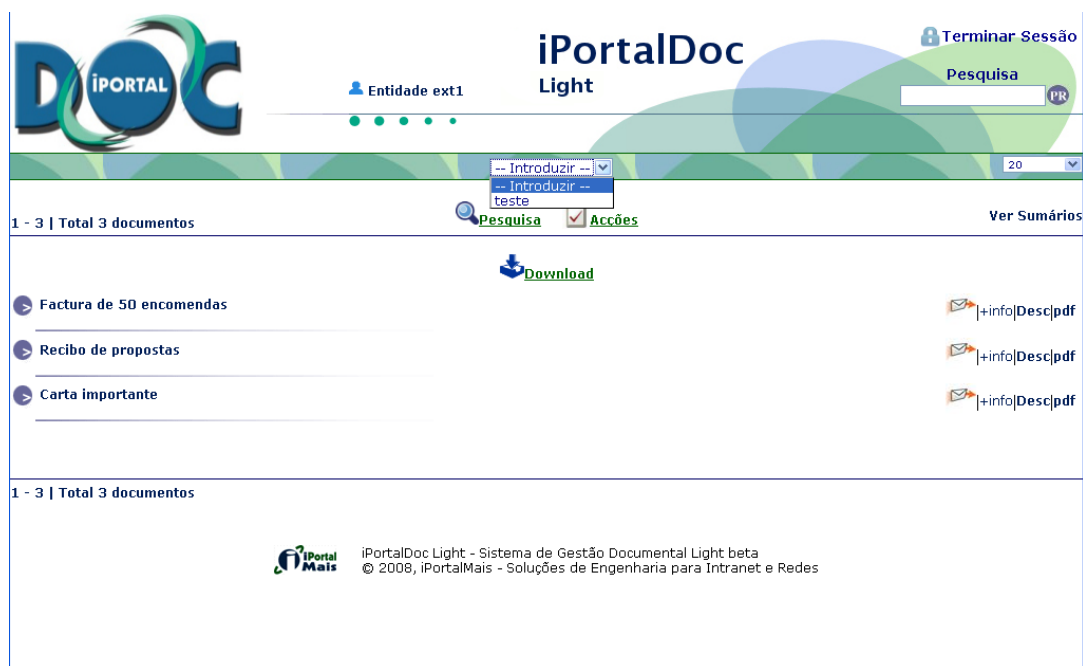 DOC
iPORTAL
iPortalDoc
Light
Entidade ext1
Terminar Sessão
Pesquisa
PR
-- Introduzir --
-- Introduzir --
teste
20
1 - 3 | Total 3 documentos
Pesquisa
Acções
Ver Sumários
Download
Factura de 50 encomendas
|+info|Desc|pdf
Recibo de propostas
|+info|Desc|pdf
Carta importante
|+info|Desc|pdf
1 - 3 | Total 3 documentos
iPortal
Mais
iPortalDoc Light - Sistema de Gestão Documental Light beta
© 2008, iPortalMais - Soluções de Engenharia para Intranet e Redes